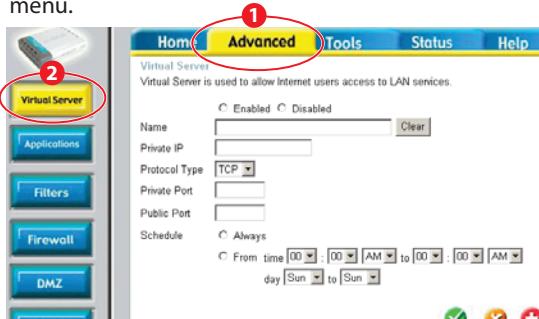 menu.
1
Home Advanced Tools Status Help
2
Virtual Server
Virtual Server is used to allow Internet users access to LAN services.
Virtual Server
Enabled Disabled
Name Clear
Applications
Private IP
Protocol Type TCP
Filters
Private Port
Public Port
Firewall
Schedule Always
From time 00 : 00 AM to 00 : 00 AM
day Sun to Sun
DMZ